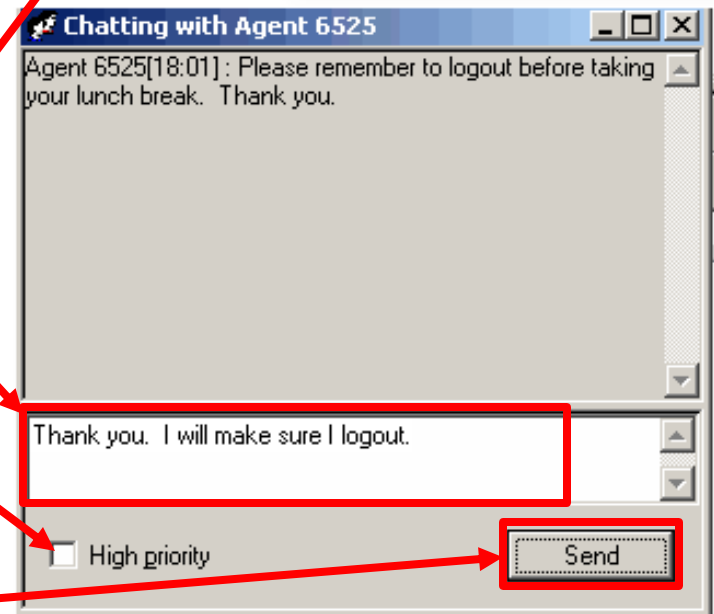 Chatting with Agent 6525
Agent 6525[18:01] : Please remember to logout before taking
your lunch break.  Thank you.
Thank you.  I will make sure I logout.
High priority
Send